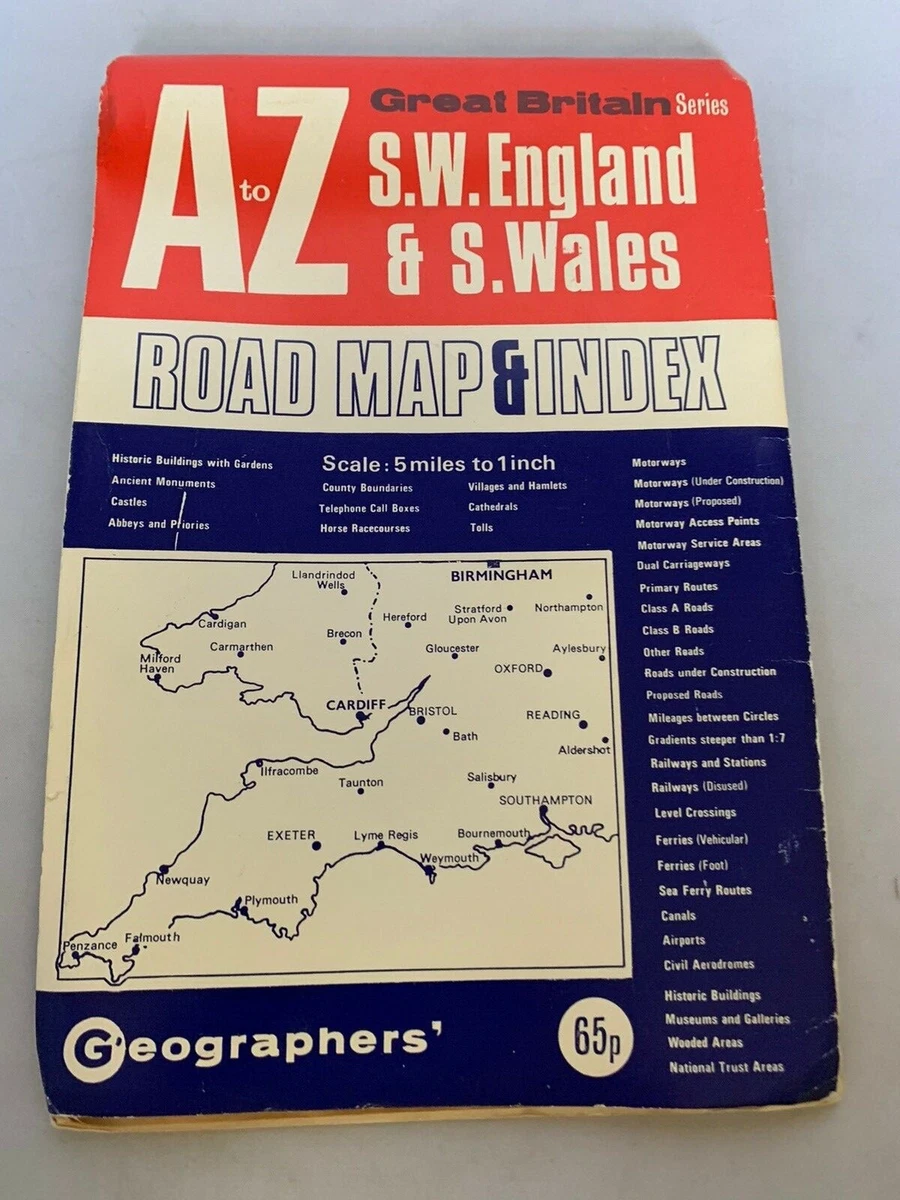 A to Z
Great Britain Series
S.W. England
& S. Wales
ROAD MAP & INDEX
Historic Buildings with Gardens
Ancient Monuments
Castles
Abbeys and Priories
Scale : 5 miles to 1 inch
County Boundaries
Telephone Call Boxes
Horse Racecourses
Villages and Hamlets
Cathedrals
Tolls
Motorways
Motorways (Under Construction)
Motorways (Proposed)
Motorway Access Points
Motorway Service Areas
Dual Carriageways
Primary Routes
Class A Roads
Class B Roads
Other Roads
Roads under Construction
Proposed Roads
Mileages between Circles
Gradients steeper than 1:7
Railways and Stations
Railways (Disused)
Level Crossings
Ferries (Vehicular)
Ferries (Foot)
Sea Ferry Routes
Canals
Airports
Civil Aerodromes
Historic Buildings
Museums and Galleries
Wooded Areas
National Trust Areas
Llandrindod
Wells
BIRMINGHAM
Cardigan
Hereford
Stratford
Upon Avon
Northampton
Brecon
Carmarthen
Milford
Haven
Gloucester
Aylesbury
OXFORD
CARDIFF
BRISTOL
READING
Bath
Aldershot
Ilfracombe
Taunton
Salisbury
SOUTHAMPTON
EXETER
Lyme Regis
Bournemouth
Weymouth
Newquay
Plymouth
Penzance
Falmouth
Geographers'
65p